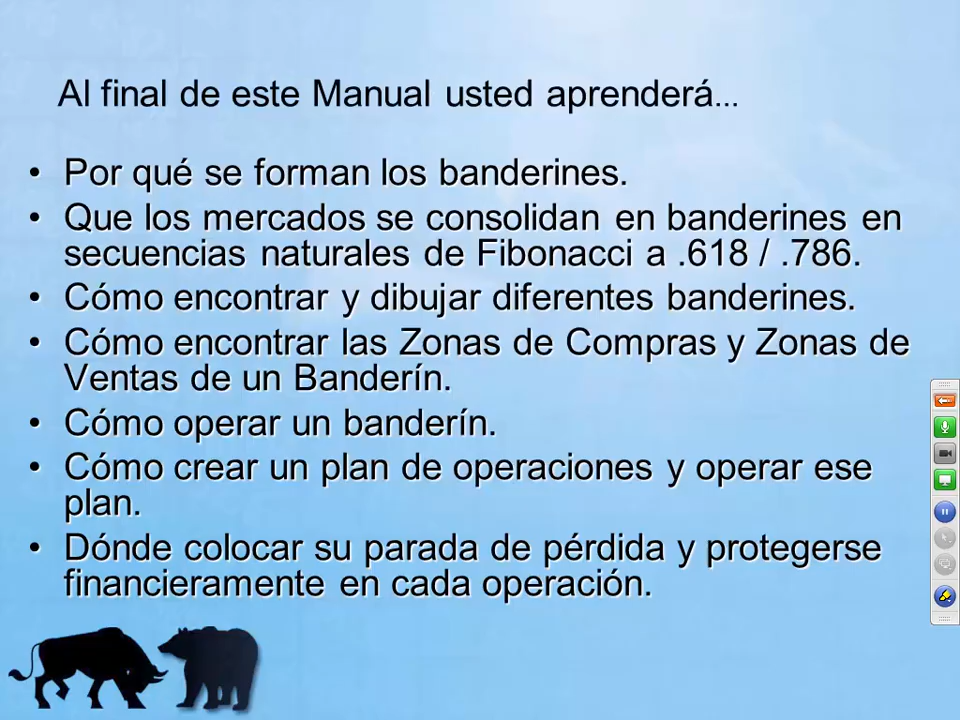 Al final de este Manual usted aprenderá...
• Por qué se forman los banderines.
• Que los mercados se consolidan en banderines en
secuencias naturales de Fibonacci a .618 / .786.
• Cómo encontrar y dibujar diferentes banderines.
• Cómo encontrar las Zonas de Compras y Zonas de
Ventas de un Banderín.
• Cómo operar un banderín.
• Cómo crear un plan de operaciones y operar ese
plan.
• Dónde colocar su parada de pérdida y protegerse
financieramente en cada operación.